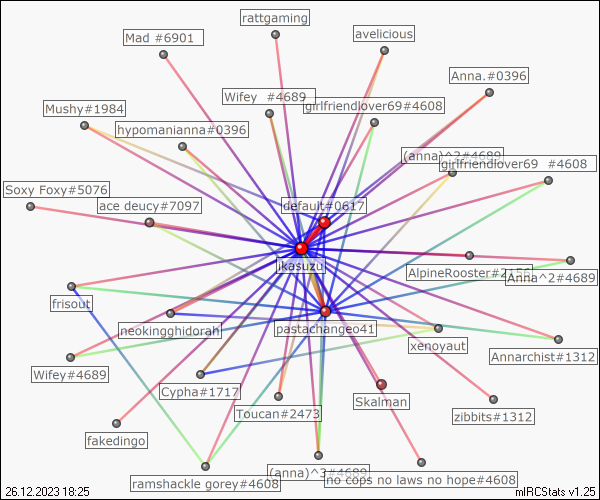 rattgaming
Mad #6901
avelicious
Anna.#0396
Wifey #4689
girlfriendlover69#4608
Mushy#1984
hypomanianna#0396
(anna)^2#4689
girlfriendlover69 #4608
Soxy Foxy#5076
ace deucy#7097
default#0617
jkasuzu
AlpineRooster#2156
Anna^2#4689
frisout
neokingghidorah
pastachangeo41
xenoyaut
Annarchist#1312
Wifey#4689
Cypha#1717
Toucan#2473
Skalman
zibbits#1312
fakedingo
(anna)^3#4689
ramshackle gorey#4608
no cops no laws no hope#4608
26.12.2023 18:25
mIRCStats v1.25